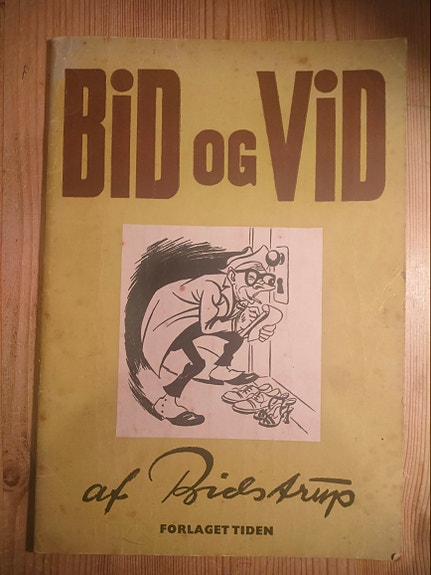 BiD OG ViD
af Bidstrup
FORLAGET TIDEN